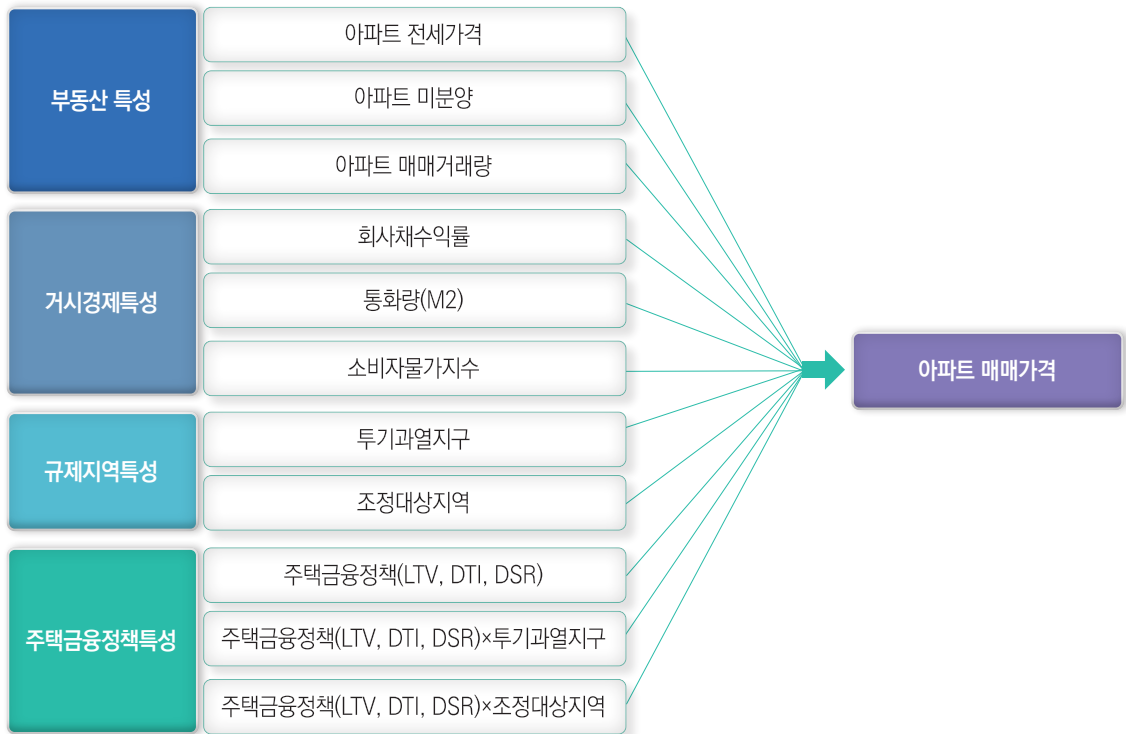 부동산 특성
아파트 전세가격
아파트 미분양
아파트 매매거래량
거시경제특성
회사채수익률
통화량(M2)
소비자물가지수
규제지역특성
투기과열지구
조정대상지역
주택금융정책특성
주택금융정책(LTV, DTI, DSR)
주택금융정책(LTV, DTI, DSR)×투기과열지구
주택금융정책(LTV, DTI, DSR)×조정대상지역
아파트 매매가격